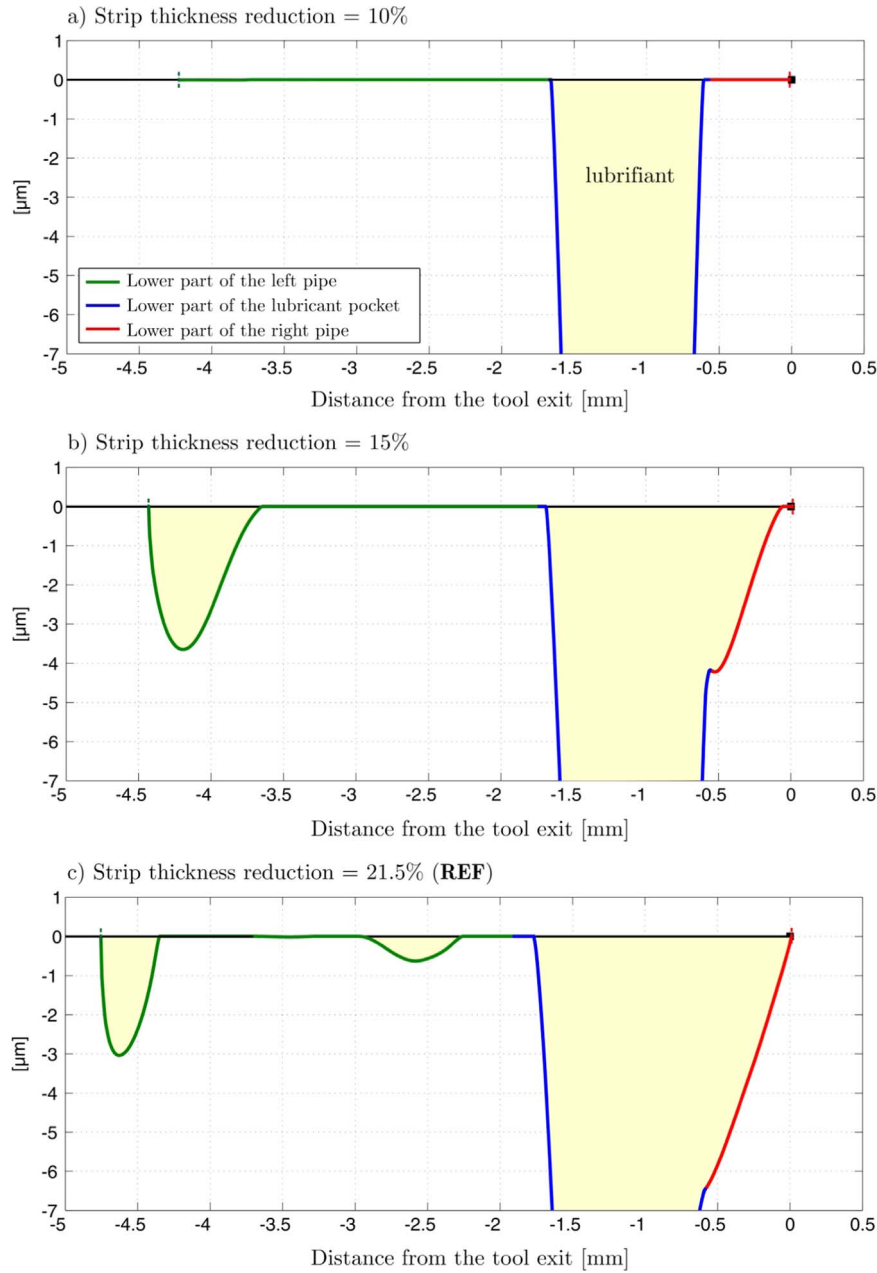 a) Strip thickness reduction = 10%
1
0
-1
-2
-3
-4
-5
-6
-7
[µm]
lubrifiant
Lower part of the left pipe
Lower part of the lubricant pocket
Lower part of the right pipe
-5 -4.5 -4 -3.5 -3 -2.5 -2 -1.5 -1 -0.5 0 0.5
Distance from the tool exit [mm]
b) Strip thickness reduction = 15%
1
0
-1
-2
-3
-4
-5
-6
-7
[µm]
-5 -4.5 -4 -3.5 -3 -2.5 -2 -1.5 -1 -0.5 0 0.5
Distance from the tool exit [mm]
c) Strip thickness reduction = 21.5% (REF)
1
0
-1
-2
-3
-4
-5
-6
-7
[µm]
-5 -4.5 -4 -3.5 -3 -2.5 -2 -1.5 -1 -0.5 0 0.5
Distance from the tool exit [mm]